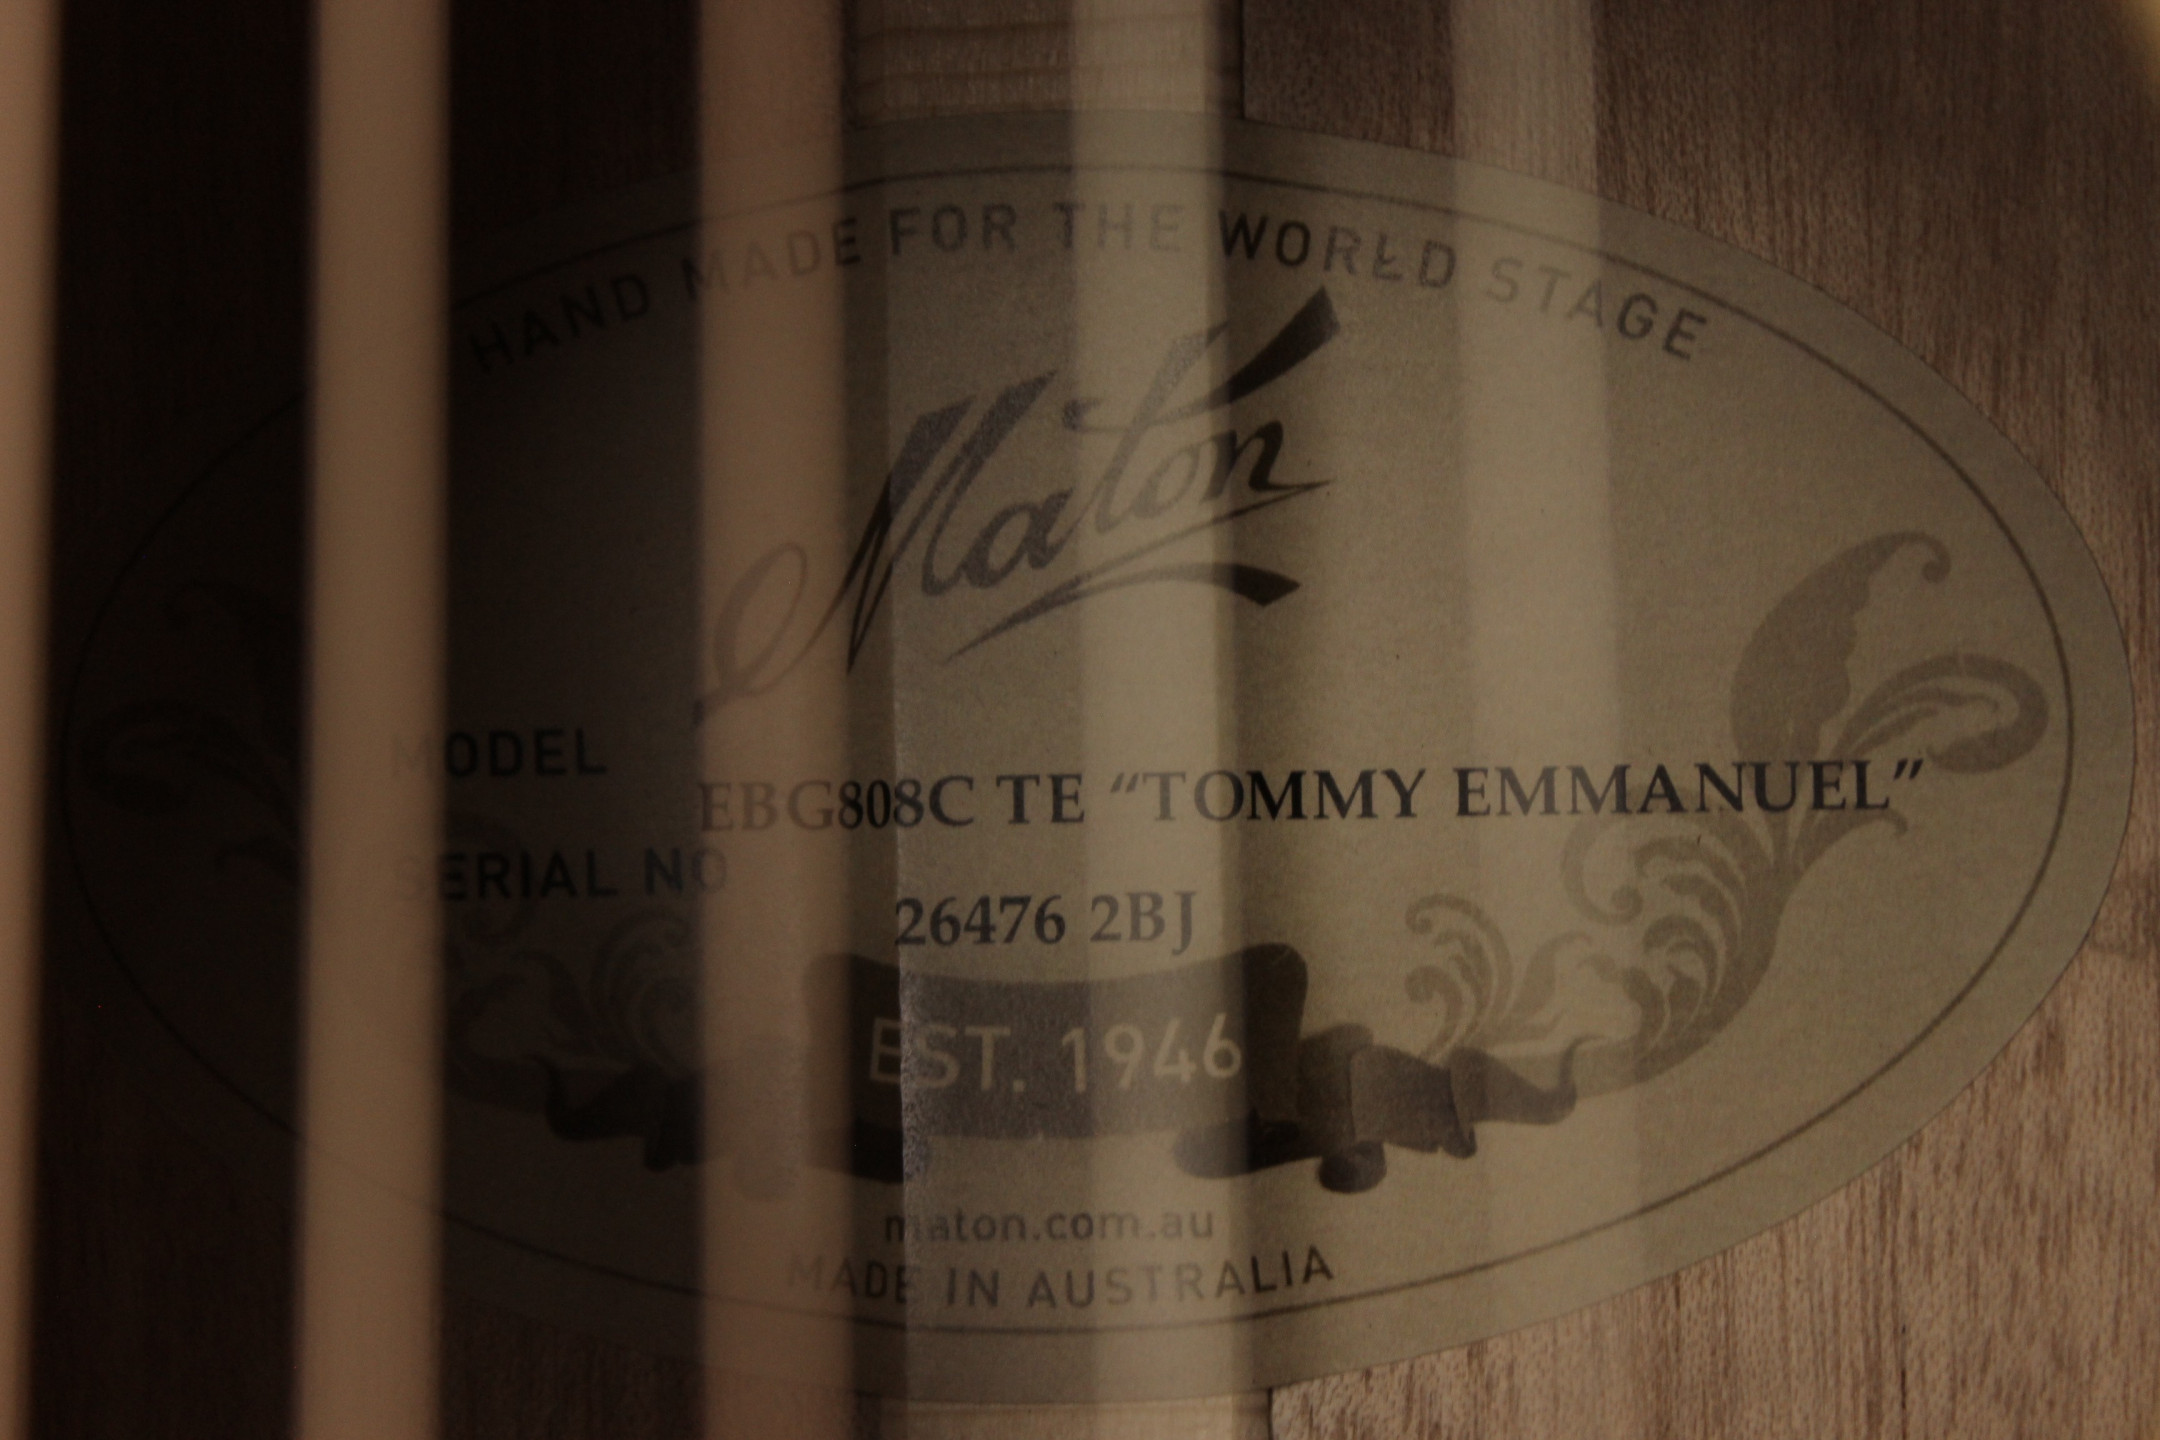 HAND MADE FOR THE WORLD STAGE
Maton
MODEL
EBG808C TE “TOMMY EMMANUEL”
SERIAL NO
26476 2BJ
EST. 1946
maton.com.au
MADE IN AUSTRALIA